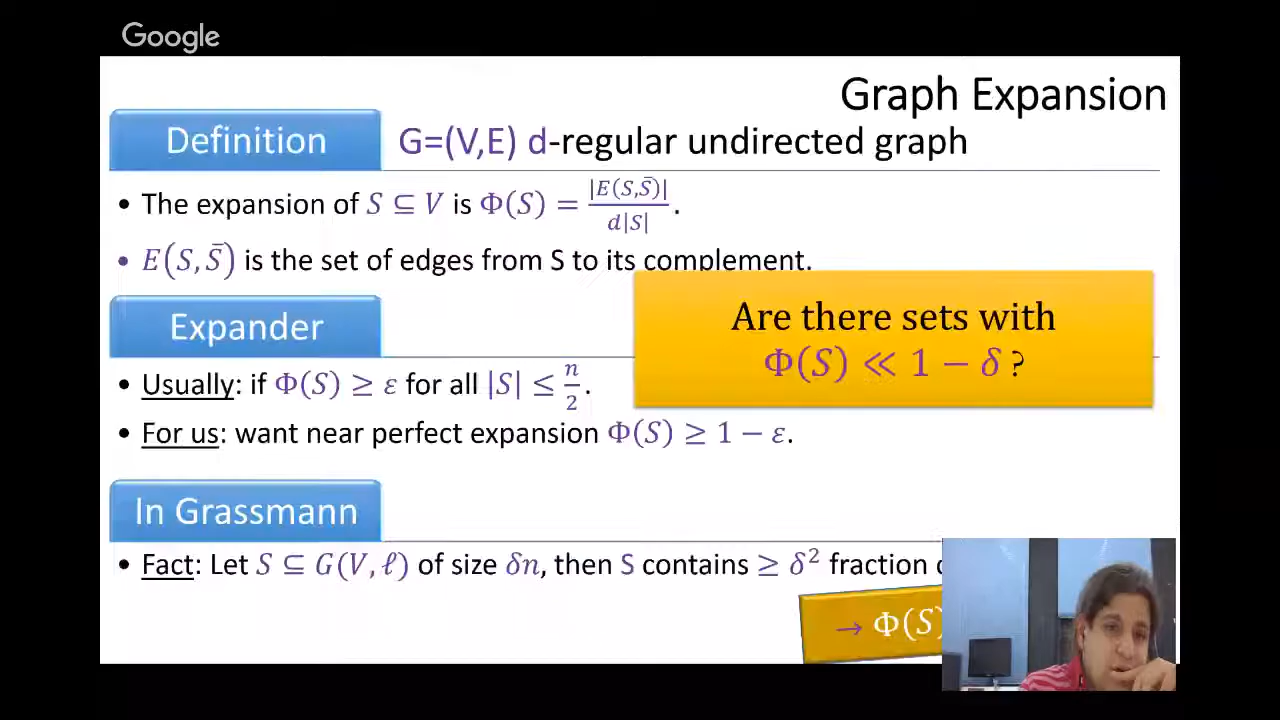 Google
Graph Expansion
Definition
G=(V,E) d-regular undirected graph
• The expansion of S ⊆ V is Φ(S) = |E(S,S̄)| / d|S|.
• E(S, S̄) is the set of edges from S to its complement.
Are there sets with
Φ(S) ≪ 1 − δ ?
Expander
• Usually: if Φ(S) ≥ ε for all |S| ≤ n/2.
• For us: want near perfect expansion Φ(S) ≥ 1 − ε.
In Grassmann
• Fact: Let S ⊆ G(V, ℓ) of size δn, then S contains ≥ δ² fraction
→ Φ(S)